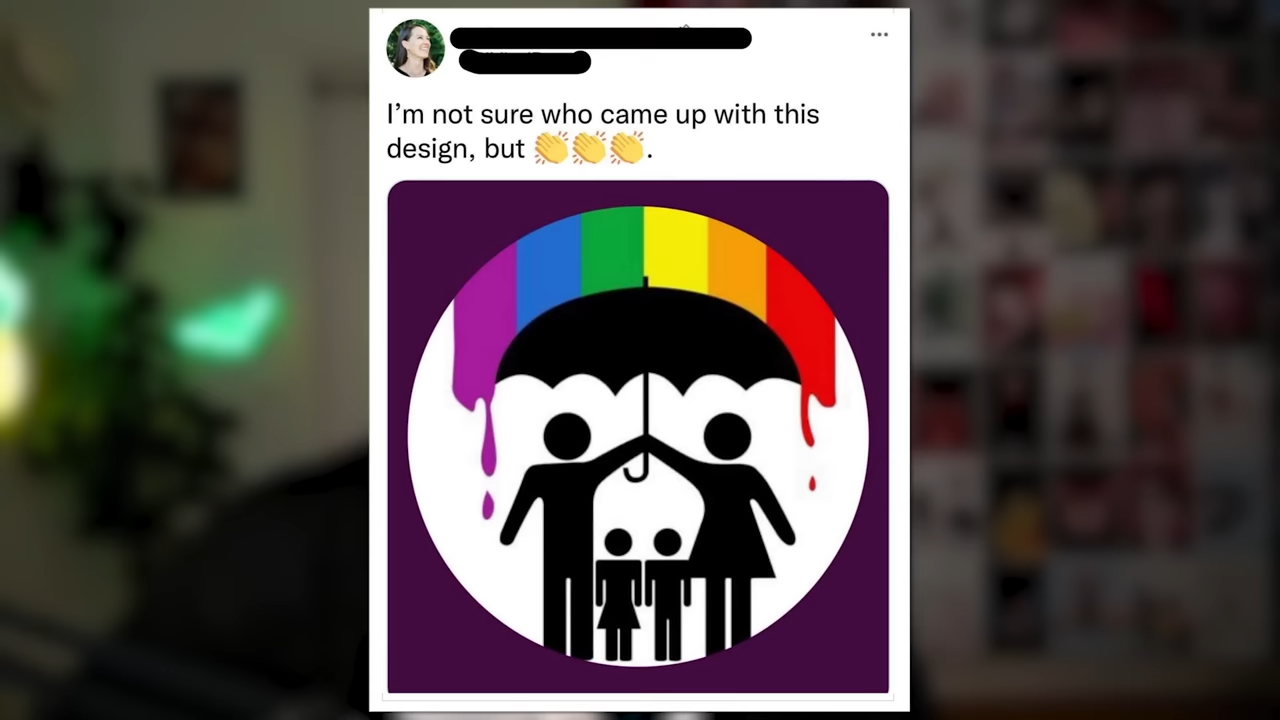 I’m not sure who came up with this
design, but 👏👏👏.